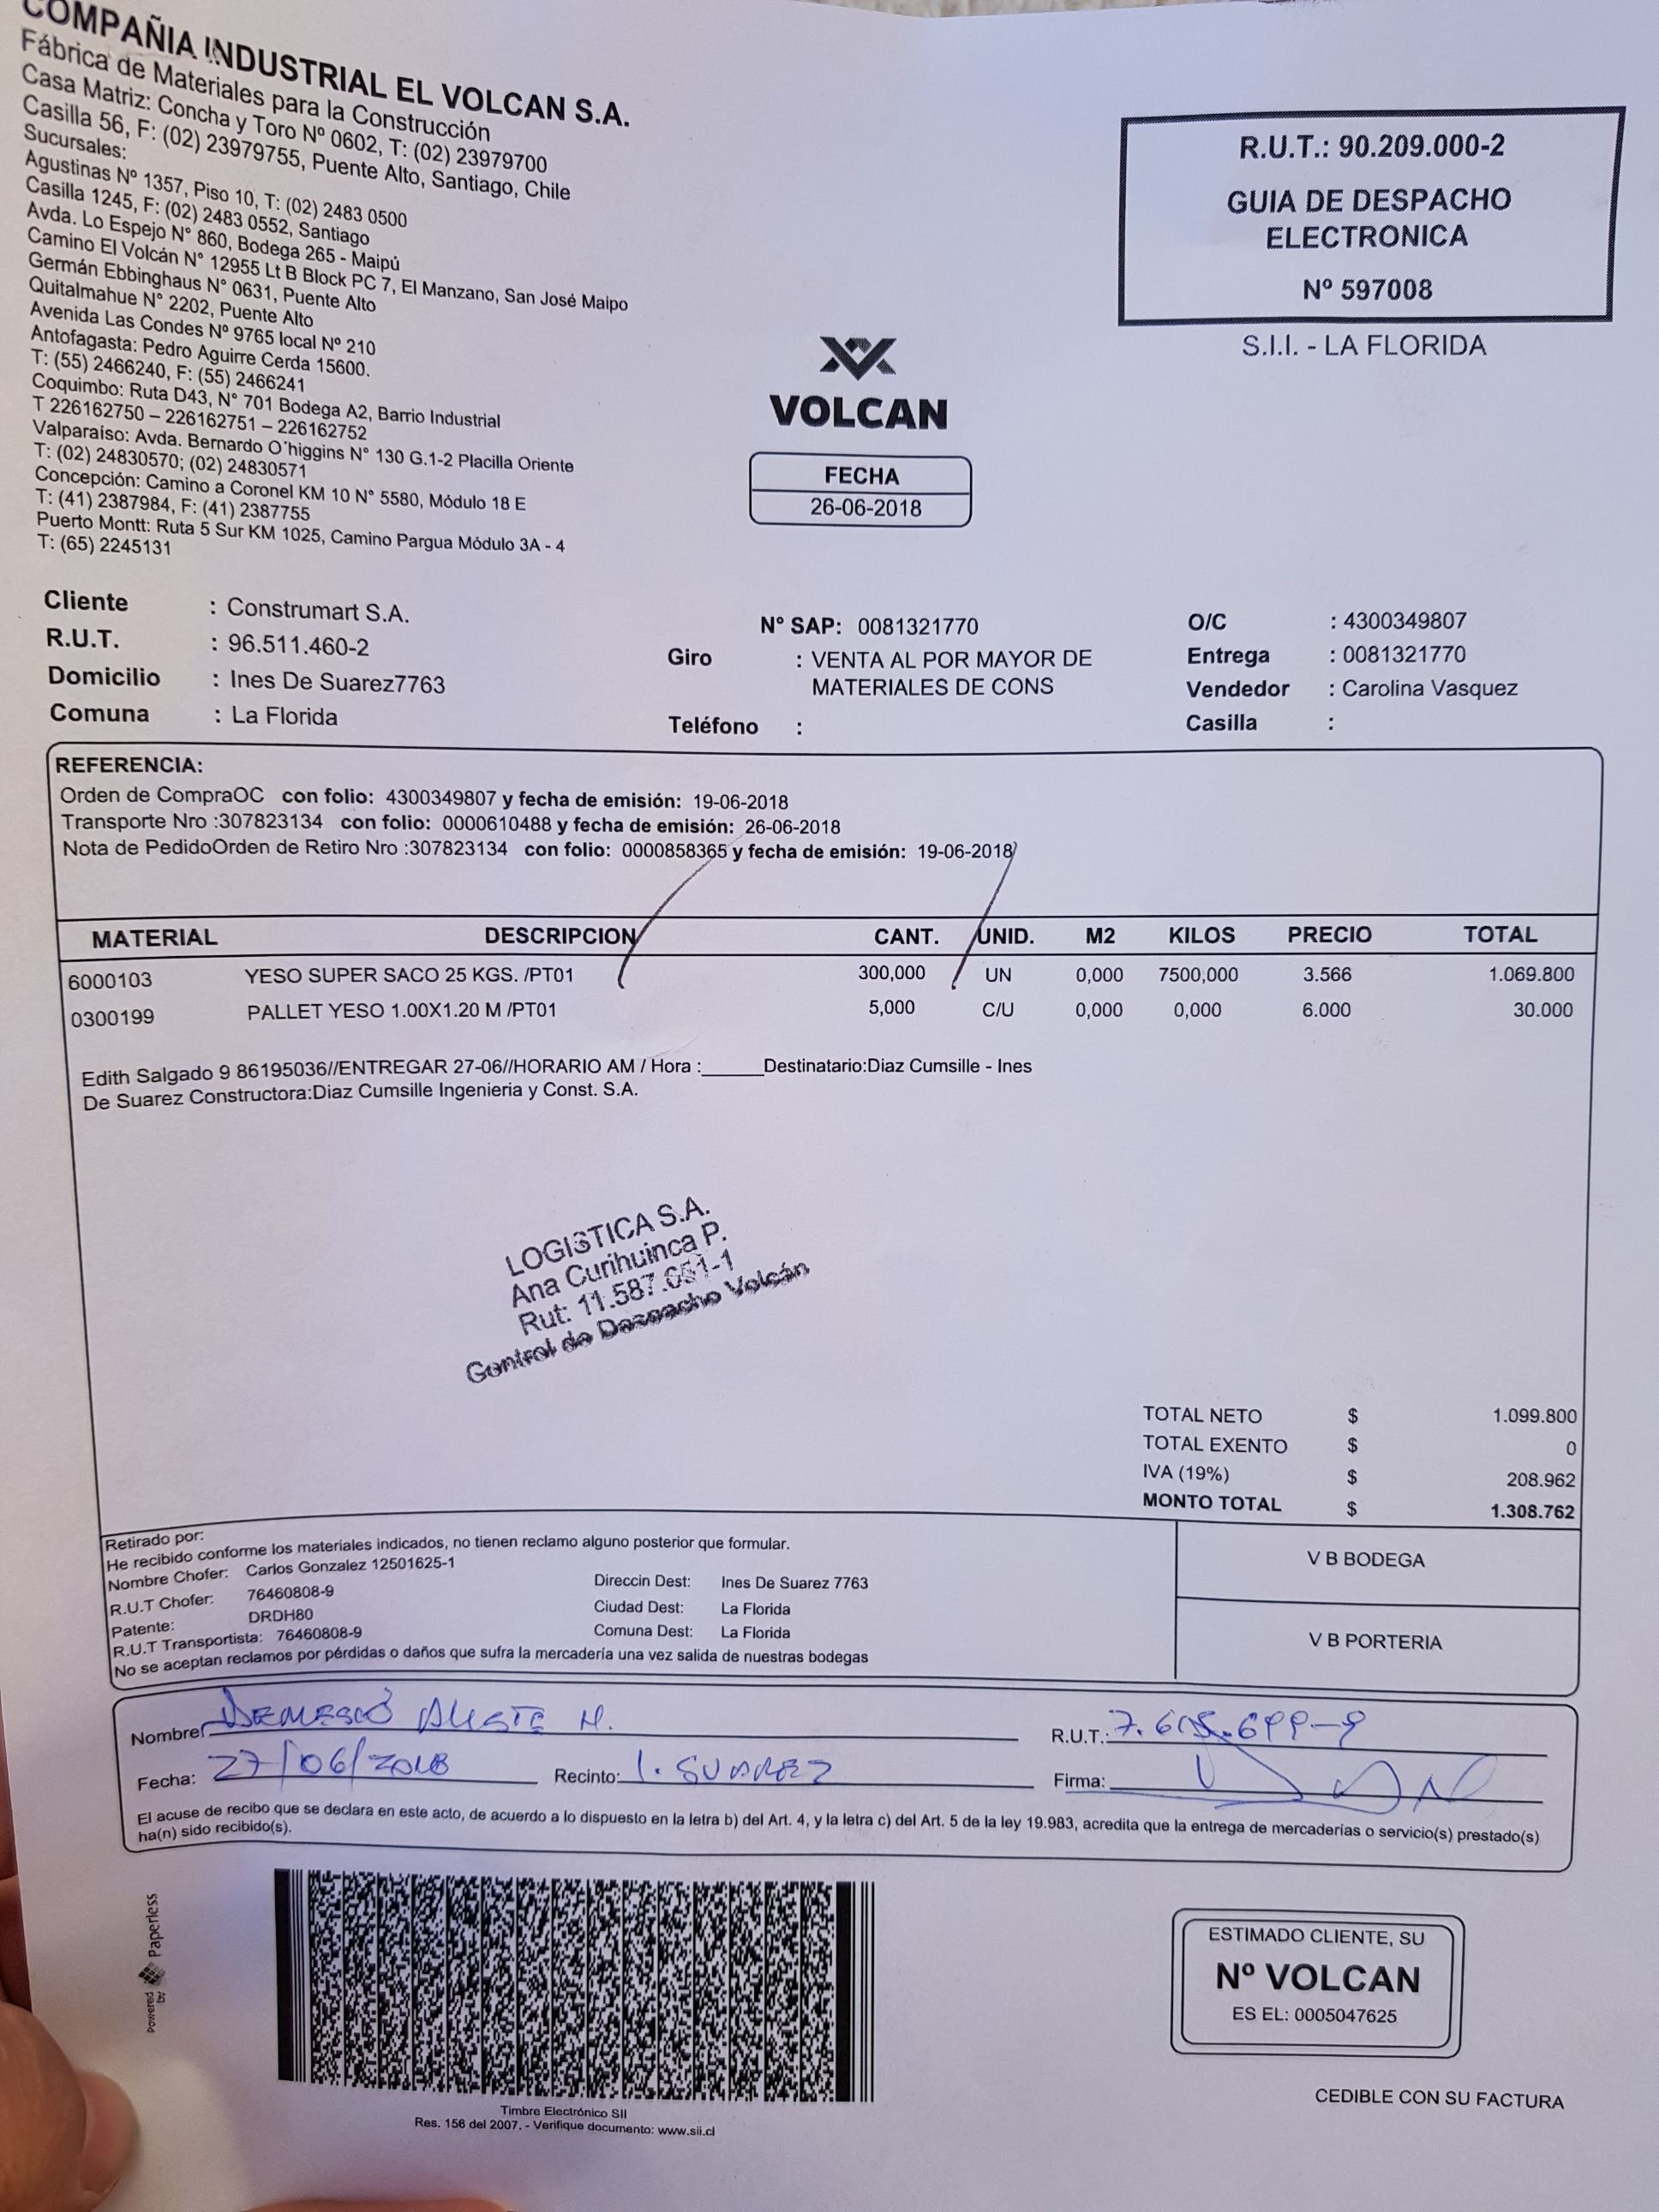 COMPAÑIA INDUSTRIAL EL VOLCAN S.A.
Fábrica de Materiales para la Construcción
Casa Matriz: Concha y Toro Nº 0602, T: (02) 23979700
Casilla 56, F: (02) 23979755, Puente Alto, Santiago, Chile
Sucursales:
Agustinas Nº 1357, Piso 10, T: (02) 2483 0500
Casilla 1245, F: (02) 2483 0552, Santiago
Avda. Lo Espejo N° 860, Bodega 265 - Maipú
Camino El Volcán N° 12955 Lt B Block PC 7, El Manzano, San José Maipo
Germán Ebbinghaus N° 0631, Puente Alto
Quitalmahue N° 2202, Puente Alto
Avenida Las Condes Nº 9765 local Nº 210
Antofagasta: Pedro Aguirre Cerda 15600.
T: (55) 2466240, F: (55) 2466241
Coquimbo: Ruta D43, N° 701 Bodega A2, Barrio Industrial
T 226162750 – 226162751 – 226162752
Valparaíso: Avda. Bernardo O´higgins N° 130 G.1-2 Placilla Oriente
T: (02) 24830570; (02) 24830571
Concepción: Camino a Coronel KM 10 N° 5580, Módulo 18 E
T: (41) 2387984, F: (41) 2387755
Puerto Montt: Ruta 5 Sur KM 1025, Camino Pargua Módulo 3A - 4
T: (65) 2245131
R.U.T.: 90.209.000-2
GUIA DE DESPACHO
ELECTRONICA
Nº 597008
S.I.I. - LA FLORIDA
VOLCAN
FECHA
26-06-2018
Cliente : Construmart S.A.
R.U.T. : 96.511.460-2
Domicilio : Ines De Suarez7763
Comuna : La Florida
Nº SAP: 0081321770
Giro : VENTA AL POR MAYOR DE
MATERIALES DE CONS
Teléfono :
O/C : 4300349807
Entrega : 0081321770
Vendedor : Carolina Vasquez
Casilla :
REFERENCIA:
Orden de CompraOC con folio: 4300349807 y fecha de emisión: 19-06-2018
Transporte Nro :307823134 con folio: 0000610488 y fecha de emisión: 26-06-2018
Nota de PedidoOrden de Retiro Nro :307823134 con folio: 0000858365 y fecha de emisión: 19-06-2018
MATERIAL DESCRIPCION CANT. UNID. M2 KILOS PRECIO TOTAL
6000103 YESO SUPER SACO 25 KGS. /PT01 300,000 UN 0,000 7500,000 3.566 1.069.800
0300199 PALLET YESO 1.00X1.20 M /PT01 5,000 C/U 0,000 0,000 6.000 30.000
Edith Salgado 9 86195036//ENTREGAR 27-06//HORARIO AM / Hora :______Destinatario:Diaz Cumsille - Ines
De Suarez Constructora:Diaz Cumsille Ingenieria y Const. S.A.
LOGISTICA S.A.
Ana Curihuinca P.
Rut:
Control de Despacho Volcán
TOTAL NETO $ 1.099.800
TOTAL EXENTO $ 0
IVA (19%) $ 208.962
MONTO TOTAL $ 1.308.762
Retirado por:
He recibido conforme los materiales indicados, no tienen reclamo alguno posterior que formular.
Nombre Chofer: Carlos Gonzalez 12501625-1
R.U.T Chofer: 76460808-9
Patente: DRDH80
R.U.T Transportista: 76460808-9
Direccin Dest: Ines De Suarez 7763
Ciudad Dest: La Florida
Comuna Dest: La Florida
No se aceptan reclamos por pérdidas o daños que sufra la mercadería una vez salida de nuestras bodegas
V B BODEGA
V B PORTERIA
Nombre:
R.U.T.:
Fecha: 27/06/2018 Recinto: I. SUAREZ Firma:
El acuse de recibo que se declara en este acto, de acuerdo a lo dispuesto en la letra b) del Art. 4, y la letra c) del Art. 5 de la ley 19.983, acredita que la entrega de mercaderías o servicio(s) prestado(s)
ha(n) sido recibido(s).
Powered by Paperless
Timbre Electrónico SII
Res. 156 del 2007. - Verifique documento: www.sii.cl
ESTIMADO CLIENTE, SU
Nº VOLCAN
ES EL: 0005047625
CEDIBLE CON SU FACTURA